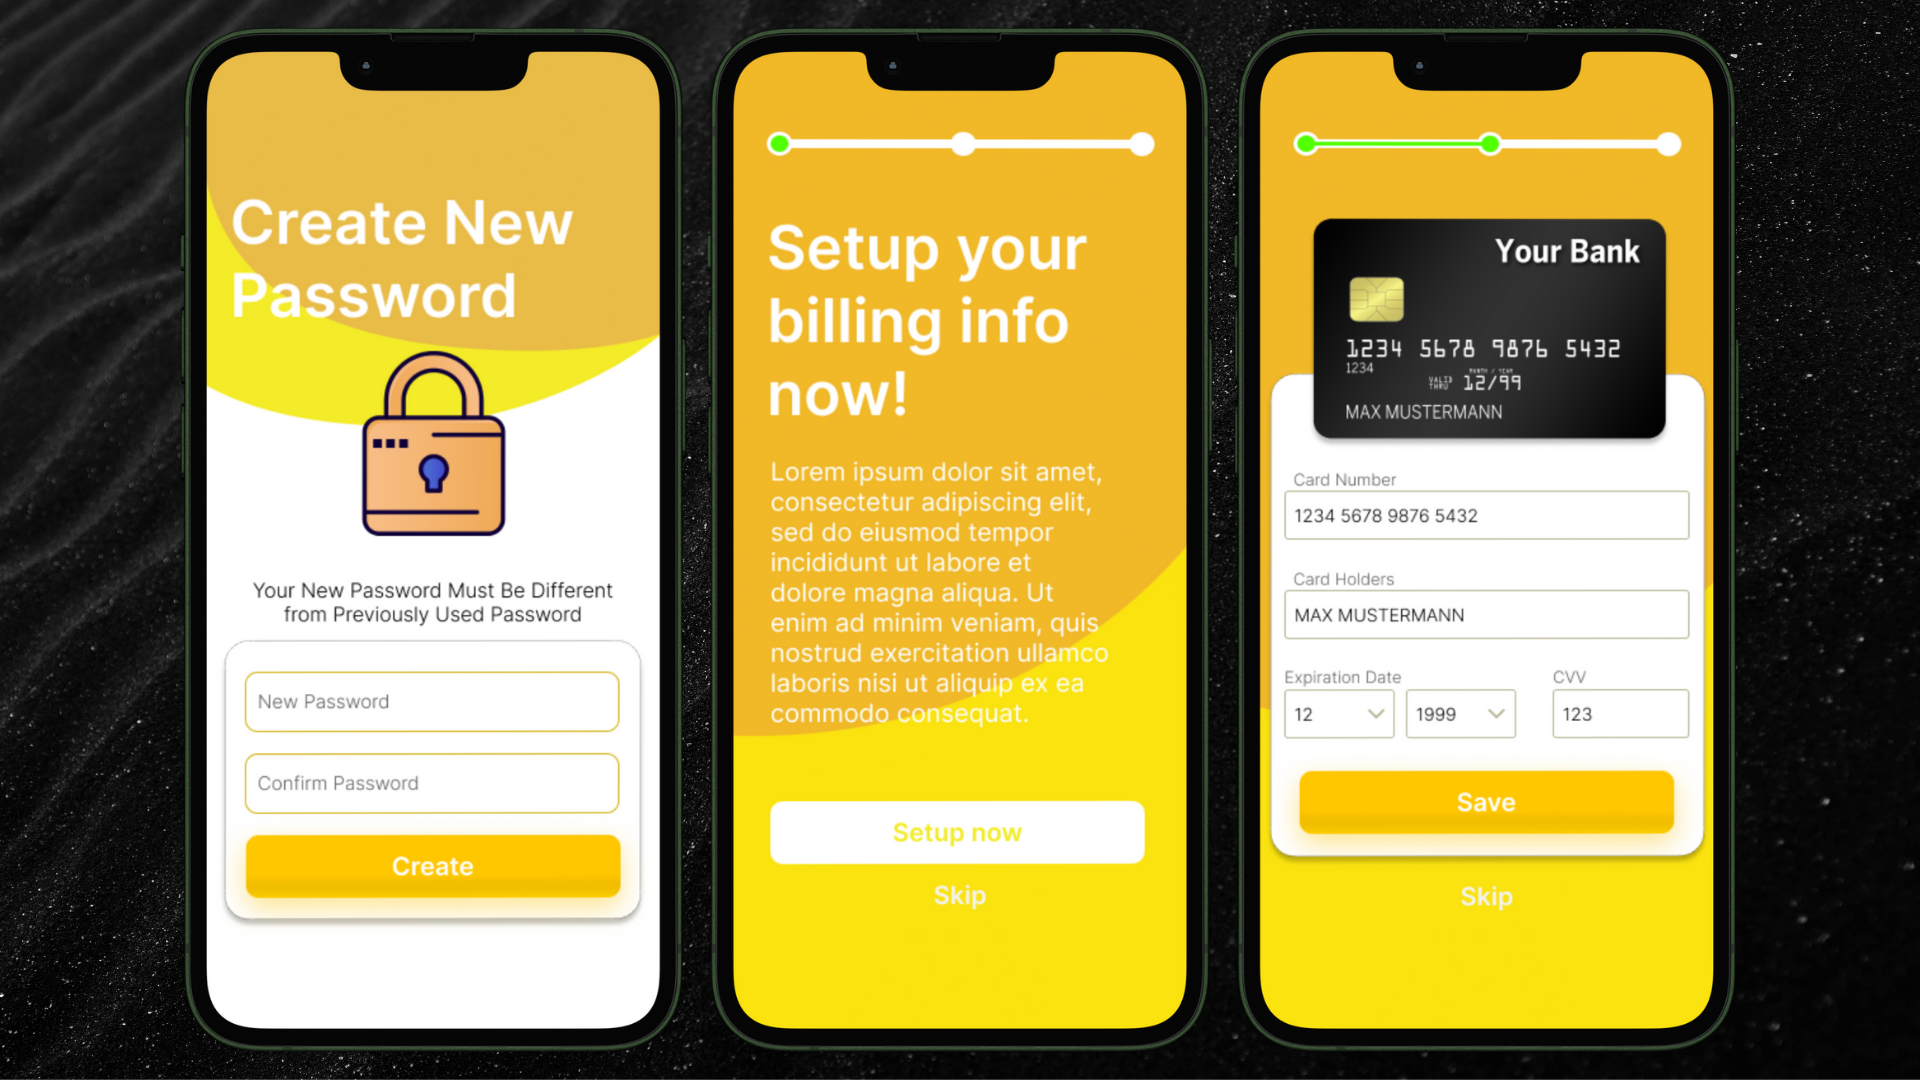 Create New
Password
Your New Password Must Be Different
from Previously Used Password
New Password
Confirm Password
Create
Setup your
billing info
now!
Lorem ipsum dolor sit amet,
consectetur adipiscing elit,
sed do eiusmod tempor
incididunt ut labore et
dolore magna aliqua. Ut
enim ad minim veniam, quis
nostrud exercitation ullamco
laboris nisi ut aliquip ex ea
commodo consequat.
Setup now
Skip
Your Bank
1234 5678 9876 5432
1234
MONTH / YEAR
VALID
THRU 12/99
MAX MUSTERMANN
Card Number
1234 5678 9876 5432
Card Holders
MAX MUSTERMANN
Expiration Date CVV
12 1999 123
Save
Skip